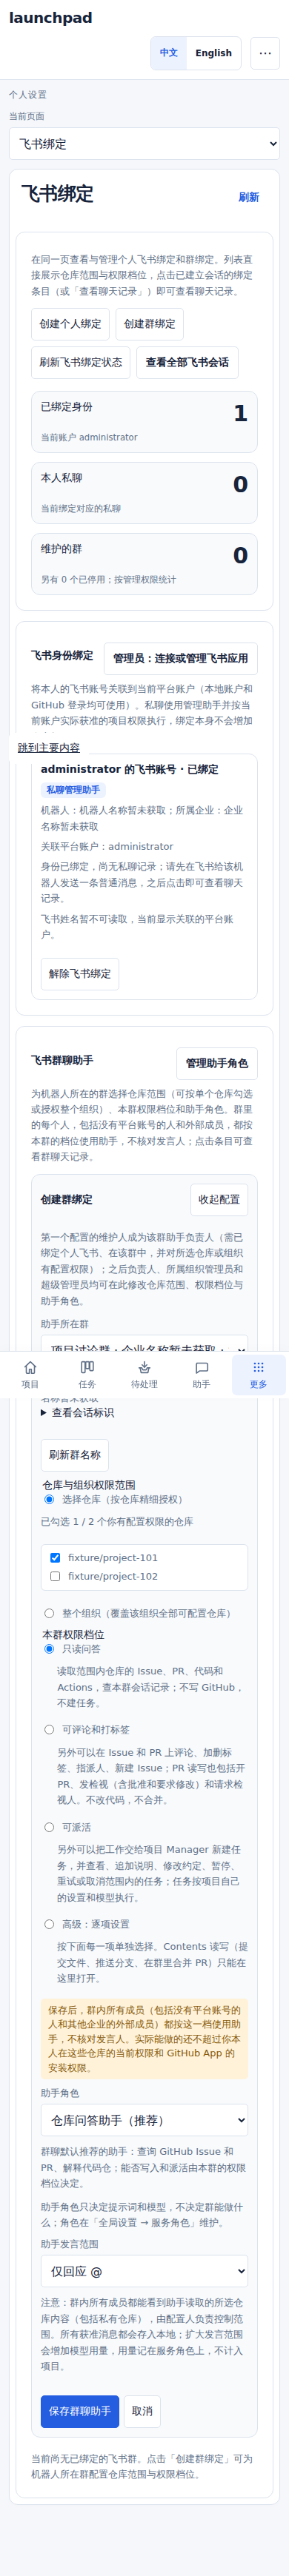 launchpad
中文 English ⋯
个人设置
当前页面
飞书绑定
飞书绑定
刷新
在同一页查看与管理个人飞书绑定和群绑定。列表直
接展示仓库范围与权限档位，点击已建立会话的绑定
条目（或「查看聊天记录」）即可查看聊天记录。
创建个人绑定 创建群绑定
刷新飞书绑定状态 查看全部飞书会话
已绑定身份 1
当前账户 administrator
本人私聊 0
当前绑定对应的私聊
维护的群 0
另有 0 个已停用；按管理权限统计
飞书身份绑定 管理员：连接或管理飞书应用
将本人的飞书账号关联到当前平台账户（本地账户和
GitHub 登录均可使用）。私聊使用管理助手并按当
前账户实际获准的项目权限执行，绑定本身不会增加
跳到主要内容
administrator 的飞书账号 · 已绑定
私聊管理助手
机器人：机器人名称暂未获取；所属企业：企业
名称暂未获取
关联平台账户：administrator
身份已绑定，尚无私聊记录；请先在飞书给该机
器人发送一条普通消息，之后点击即可查看聊天
记录。
飞书姓名暂不可读取，当前显示关联的平台账
户。
解除飞书绑定
飞书群聊助手 管理助手角色
为机器人所在的群选择仓库范围（可按单个仓库勾选
或授权整个组织）、本群权限档位和助手角色。群里
的每个人，包括没有平台账号的人和外部成员，都按
本群的档位使用助手，不核对发言人；点击条目可查
看群聊天记录。
创建群绑定 收起配置
第一个配置的维护人成为该群助手负责人（需已
绑定个人飞书、在该群中，并对所选仓库或组织
有配置权限）；之后负责人、所属组织管理员和
超级管理员均可在此修改仓库范围、权限档位与
助手角色。
助手所在群
项目讨论群 · 企业名称暂未获取 ·
项目 任务 待处理 助手 更多
名称暂未获取
▶ 查看会话标识
刷新群名称
仓库与组织权限范围
选择仓库（按仓库精细授权）
已勾选 1 / 2 个你有配置权限的仓库
fixture/project-101
fixture/project-102
整个组织（覆盖该组织全部可配置仓库）
本群权限档位
只读问答
读取范围内仓库的 Issue、PR、代码和
Actions，查本群会话记录；不写 GitHub，
不建任务。
可评论和打标签
另外可以在 Issue 和 PR 上评论、加删标
签、指派人、新建 Issue；PR 读写也包括开
PR、发检视（含批准和要求修改）和请求检
视人。不改代码，不合并。
可派活
另外可以把工作交给项目 Manager 新建任
务，并查看、追加说明、修改约定、暂停、
重试或取消范围内的任务；任务按项目自己
的设置和模型执行。
高级：逐项设置
按下面每一项单独选择。Contents 读写（提
交文件、推送分支、在群里合并 PR）只能在
这里打开。
保存后，群内所有成员（包括没有平台账号的
人和其他企业的外部成员）都按这一档使用助
手，不核对发言人。实际能做的还不超过你本
人在这些仓库的当前权限和 GitHub App 的
安装权限。
助手角色
仓库问答助手（推荐）
群聊默认推荐的助手：查询 GitHub Issue 和
PR、解释代码仓；能否写入和派活由本群的权限
档位决定。
助手角色只决定提示词和模型，不决定群能做什
么；角色在「全局设置 → 服务角色」维护。
助手发言范围
仅回应 @
注意：群内所有成员都能看到助手读取的所选仓
库内容（包括私有仓库），由配置人负责控制范
围。所有获准消息都会存入本地；扩大发言范围
会增加模型用量，用量记在服务角色上，不计入
项目。
保存群聊助手 取消
当前尚无已绑定的飞书群。点击「创建群绑定」可为
机器人所在群配置仓库范围与权限档位。